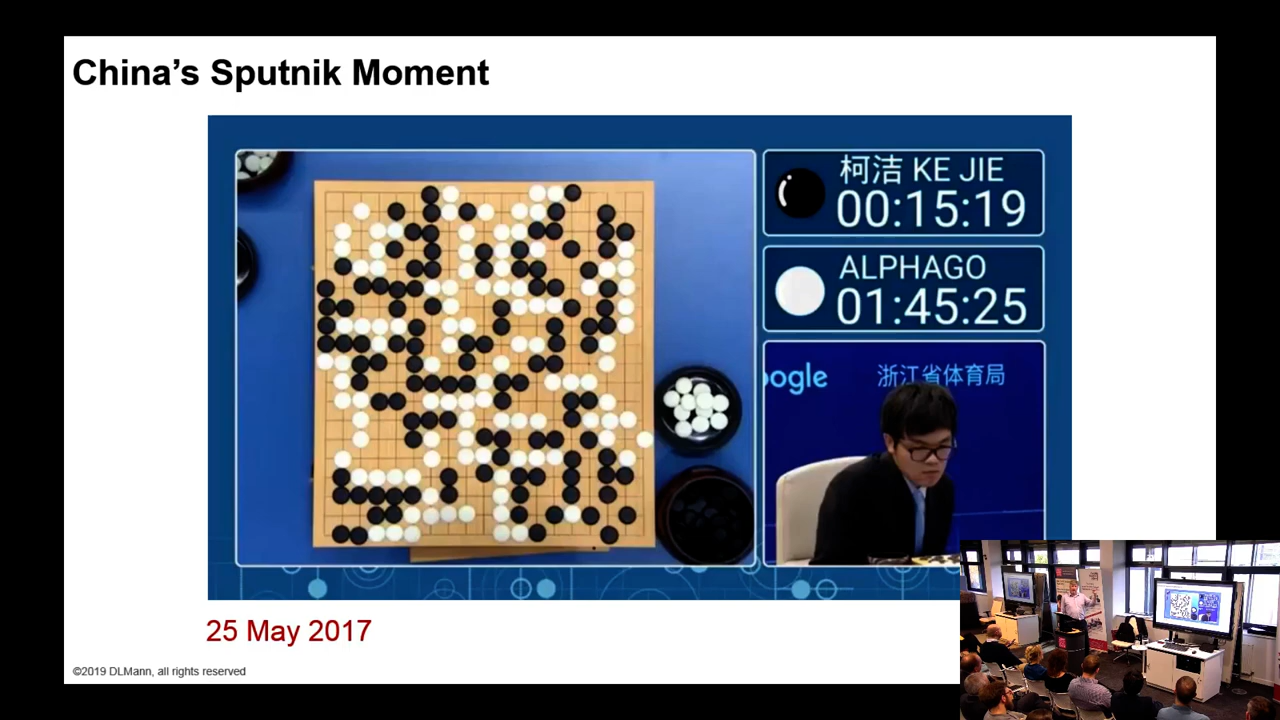 China's Sputnik Moment
柯洁 KE JIE
00:15:19
ALPHAGO
01:45:25
oogle 浙江省体育局
25 May 2017
©2019 DLMann, all rights reserved